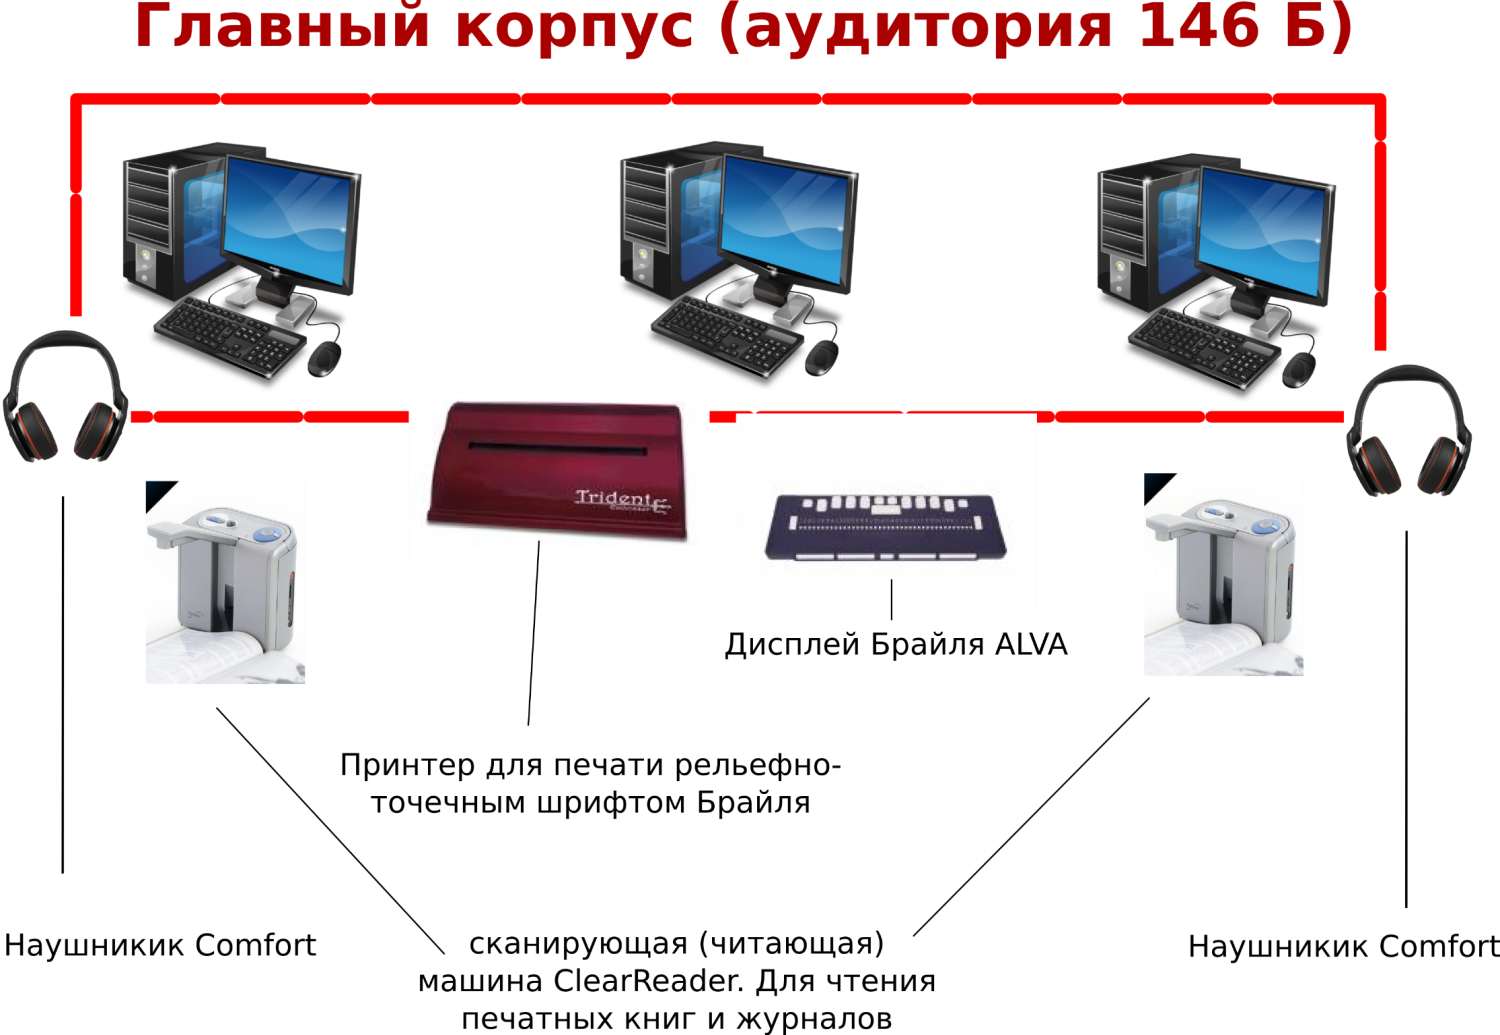 Главный корпус (аудитория 146 Б)
Trident
Дисплей Брайля ALVA
Принтер для печати рельефно-
точечным шрифтом Брайля
Наушникик Comfort
сканирующая (читающая)
машина ClearReader. Для чтения
печатных книг и журналов
Наушникик Comfort